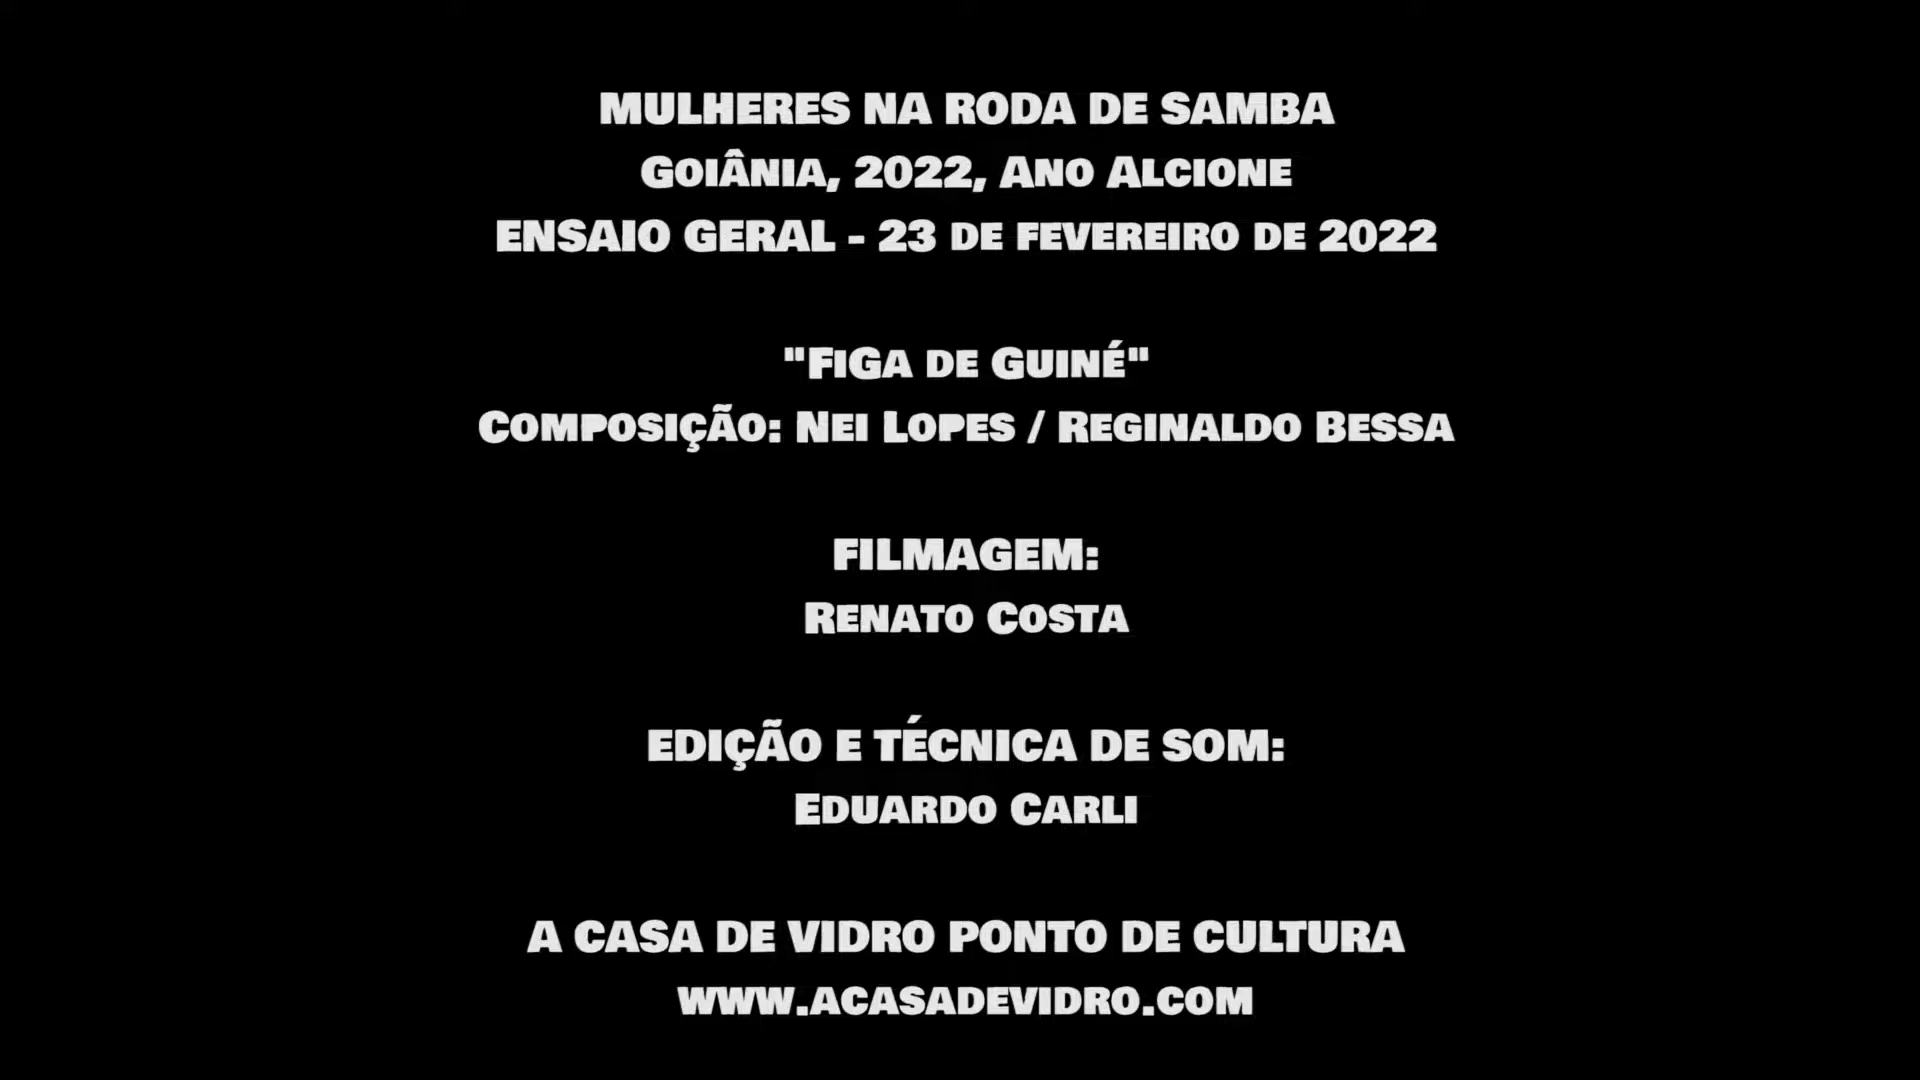 MULHERES NA RODA DE SAMBA
Goiânia, 2022, Ano Alcione
ENSAIO GERAL - 23 de fevereiro de 2022
"FiGa de Guiné"
Composição: Nei Lopes / Reginaldo Bessa
FILMAGEM:
Renato Costa
EDIÇÃO E TÉCNICA DE SOM:
Eduardo Carli
A CASA DE VIDRO PONTO DE CULTURA
www.acasadevidro.com